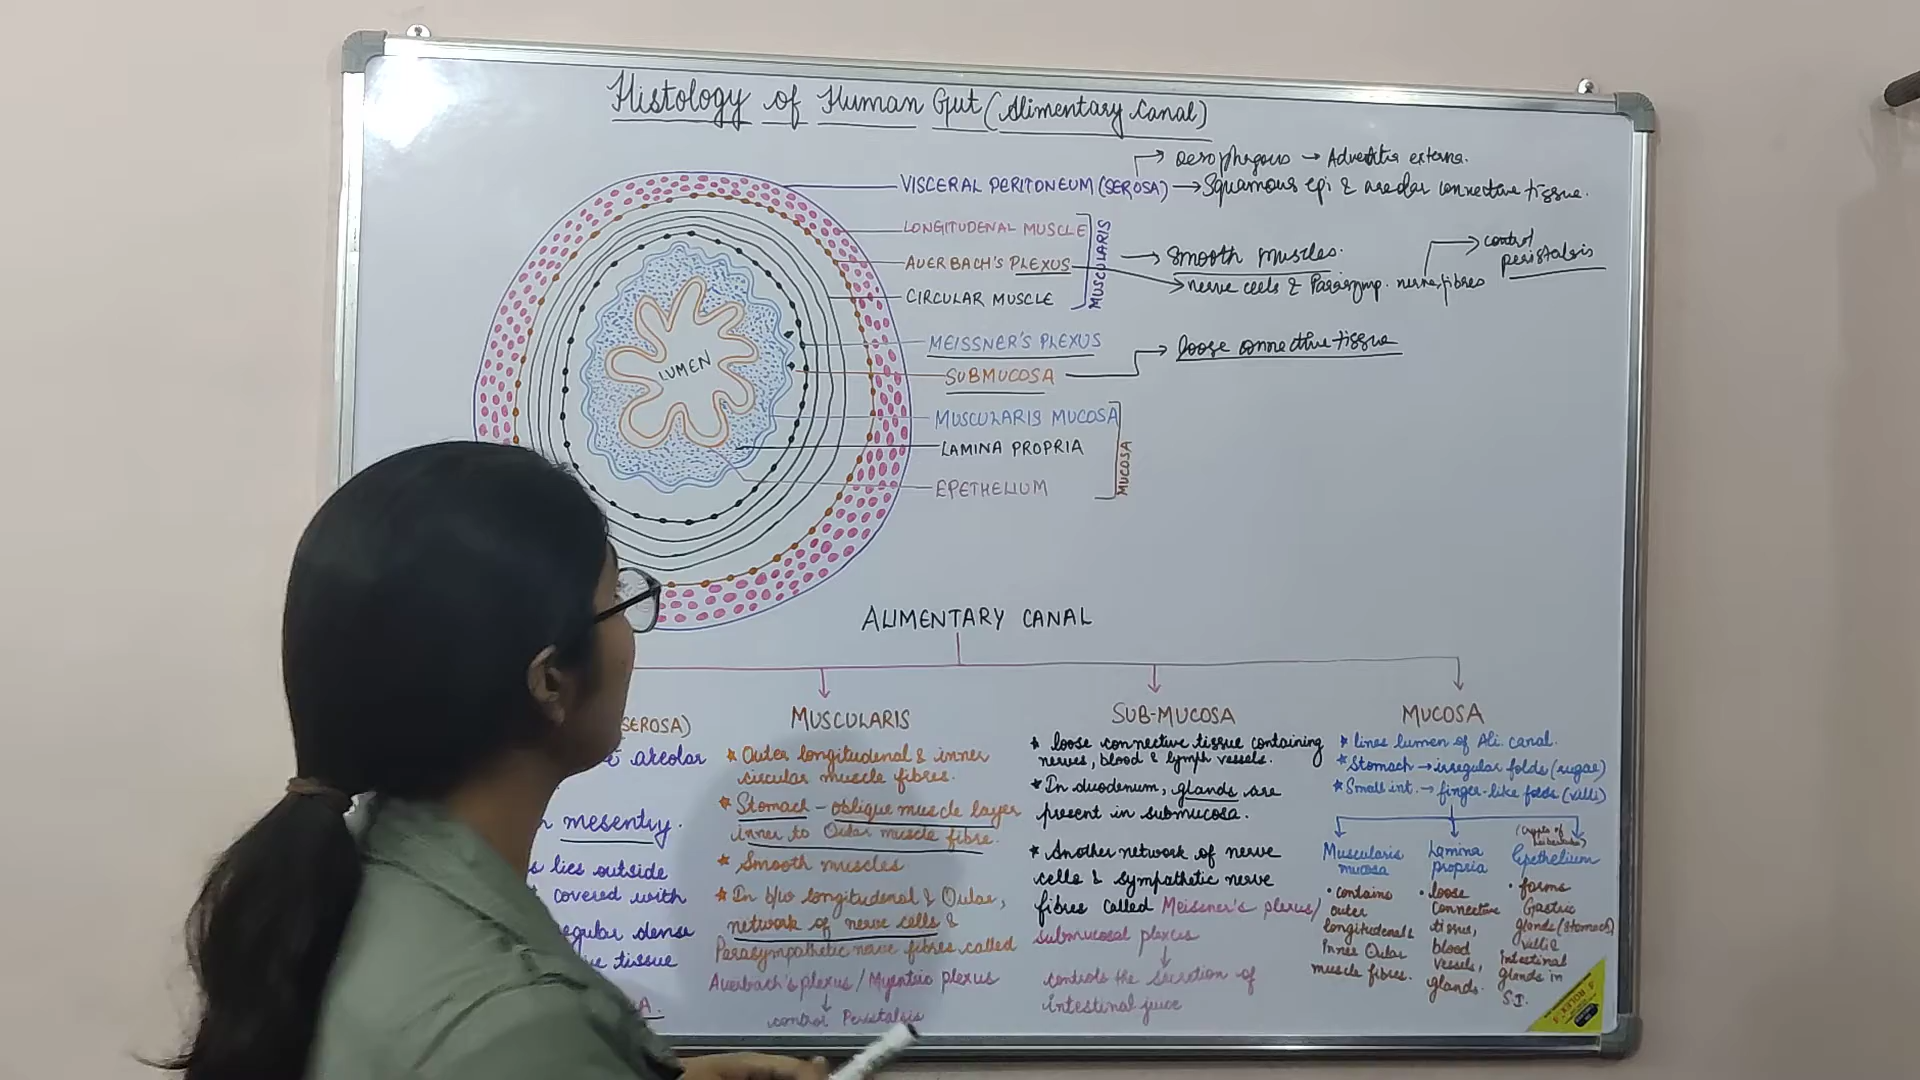 Histology of Human Gut (Alimentary Canal)
Oesophagous → Adventitia externa.
VISCERAL PERITONEUM (SEROSA) → Squamous epi & areolar connective tissue.
LONGITUDENAL MUSCLE
AUERBACH'S PLEXUS
CIRCULAR MUSCLE
MUSCULARIS
→ Smooth muscles.
→ nerve cells & Parasymp. nerve fibres
→ control
peristalsis
MEISSNER'S PLEXUS
SUBMUCOSA → loose connective tissue
MUSCULARIS MUCOSA
LAMINA PROPRIA
EPETHELIUM
MUCOSA
LUMEN
ALIMENTARY CANAL
SEROSA)
areolar
mesentry.
lies outside
covered with
dense
tissue
MUSCULARIS
* Outer longitudenal & inner
circular muscle fibres.
* Stomach - oblique muscle layer
inner to Oular muscle fibre.
* Smooth muscles
* In b/w longitudenal & Oular,
network of nerve cells &
Parasympathetic nerve fibres called
Auerbach's plexus / Myentric plexus
↓
control Peristalsis
SUB-MUCOSA
* loose connective tissue containing
nerves, blood & lymph vessels.
* In duodenum, glands are
present in submucosa.
* Another network of nerve
cells & sympathetic nerve
fibres called Meissner's plexus/
submucosal plexus
↓
controls the secretion of
intestinal juice
MUCOSA
* lines lumen of Ali. canal.
* Stomach → irregular folds (rugae)
* Small int. → finger-like folds (villi)
Muscularis
mucosa
• contains
outer
longitudenal &
Inner Oular
muscle fibres.
Lamina
propria
• loose
connective
tissue,
blood
vessels,
glands.
(Crypts of
Epethelium
• forms
Gastric
glands (stomach)
villi &
intestinal
glands in
S.I.